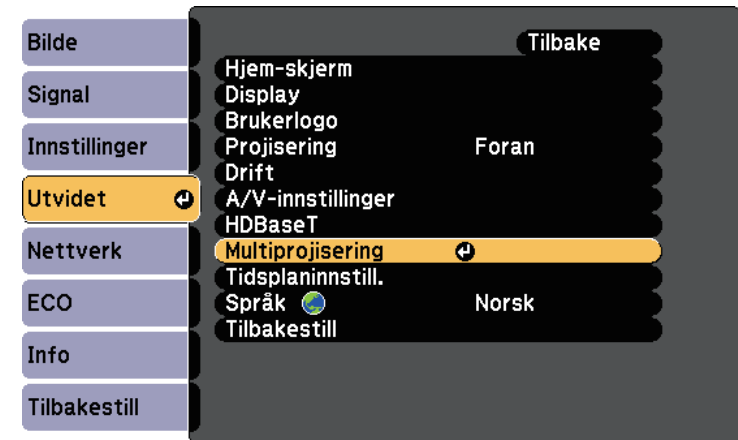 Bilde
Signal
Innstillinger
Utvidet
Nettverk
ECO
Info
Tilbakestill
Tilbake
Hjem-skjerm
Display
Brukerlogo
Projisering Foran
Drift
A/V-innstillinger
HDBaseT
Multiprojisering
Tidsplaninnstill.
Språk Norsk
Tilbakestill